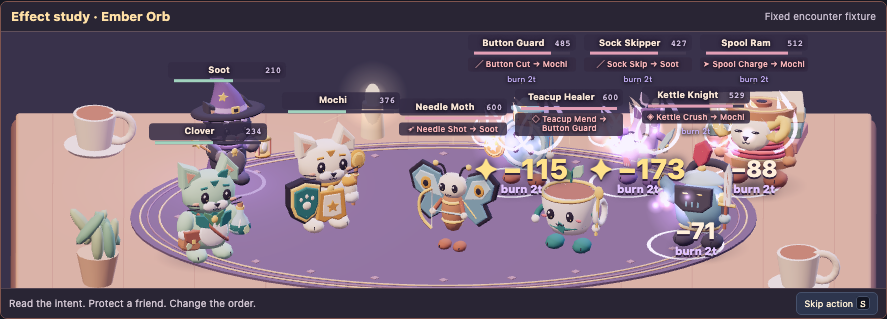 Effect study · Ember Orb
Fixed encounter fixture
Button Guard 485
Button Cut → Mochi
burn 2t
Sock Skipper 427
Sock Skip → Soot
burn 2t
Spool Ram 512
Spool Charge → Mochi
burn 2t
Soot 210
Mochi 376
Needle Moth 600
Needle Shot → Soot
Teacup Healer 600
Teacup Mend →
Button Guard
Kettle Knight 529
Kettle Crush → Mochi
burn 2t
Clover 234
-115
burn 2t
-173
burn 2t
-88
burn 2t
-71
burn 2t
Read the intent. Protect a friend. Change the order.
Skip action S